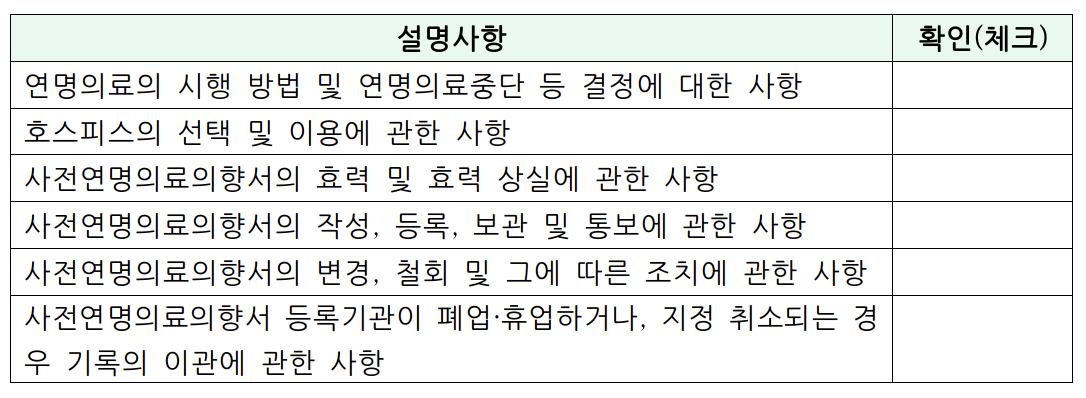 설명사항 확인(체크)
연명의료의 시행 방법 및 연명의료중단 등 결정에 대한 사항
호스피스의 선택 및 이용에 관한 사항
사전연명의료의향서의 효력 및 효력 상실에 관한 사항
사전연명의료의향서의 작성, 등록, 보관 및 통보에 관한 사항
사전연명의료의향서의 변경, 철회 및 그에 따른 조치에 관한 사항
사전연명의료의향서 등록기관이 폐업·휴업하거나, 지정 취소되는 경
우 기록의 이관에 관한 사항